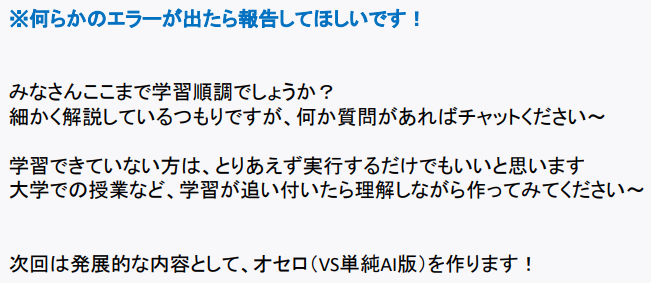 ※何らかのエラーが出たら報告してほしいです！
みなさんここまで学習順調でしょうか？
細かく解説しているつもりですが、何か質問があればチャットください～
学習できていない方は、とりあえず実行するだけでもいいと思います
大学での授業など、学習が追い付いたら理解しながら作ってみてください～
次回は発展的な内容として、オセロ（VS単純AI版）を作ります！